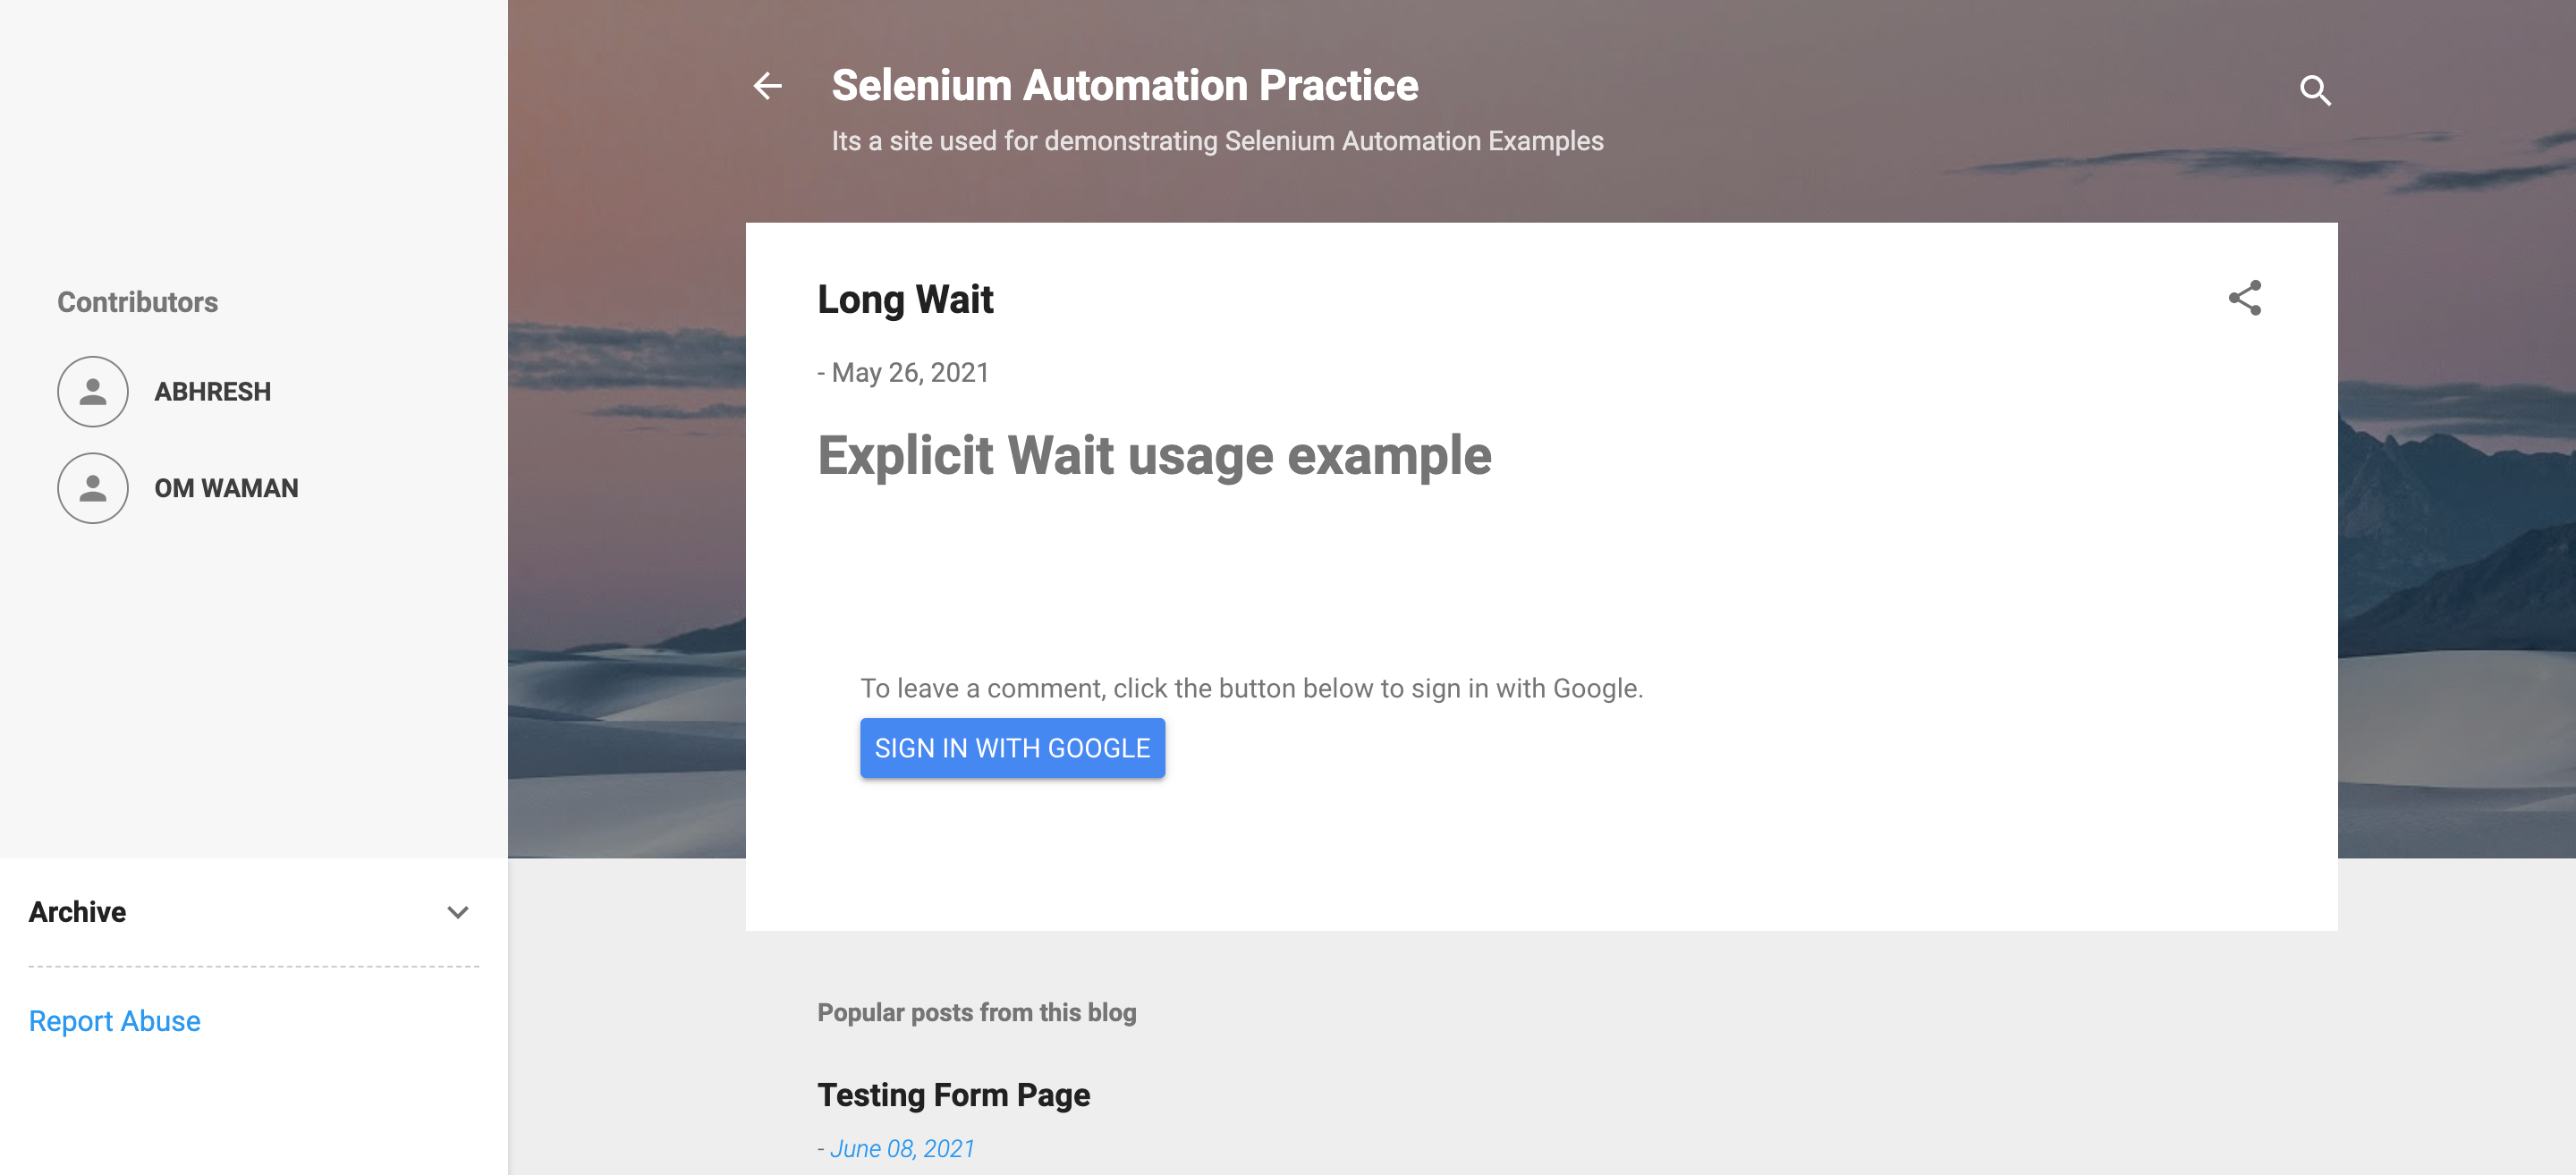 Selenium Automation Practice
Its a site used for demonstrating Selenium Automation Examples
Contributors
ABHRESH
OM WAMAN
Archive
Report Abuse
Long Wait
- May 26, 2021
Explicit Wait usage example
To leave a comment, click the button below to sign in with Google.
SIGN IN WITH GOOGLE
Popular posts from this blog
Testing Form Page
- June 08, 2021